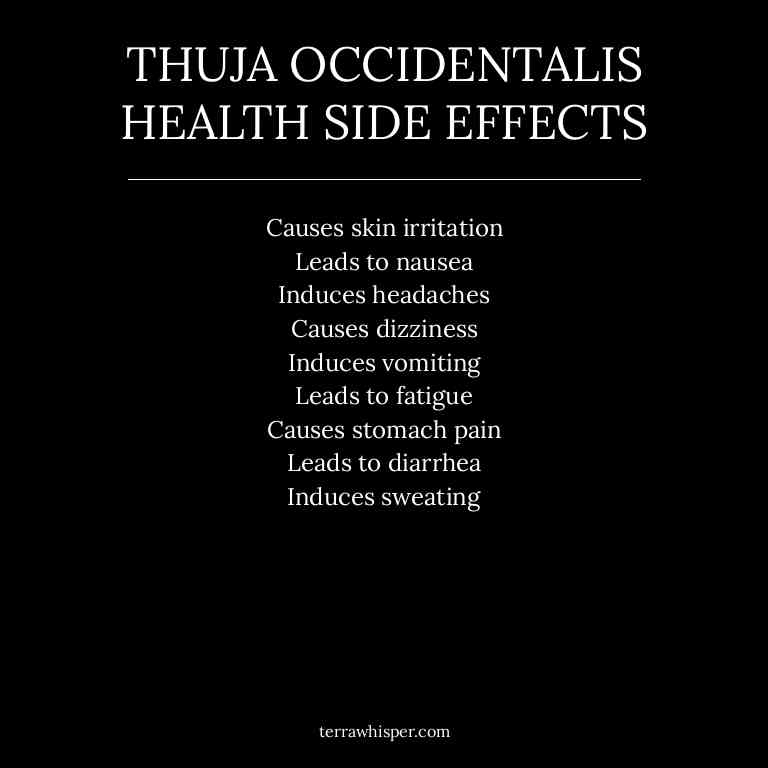 THUJA OCCIDENTALIS
HEALTH SIDE EFFECTS
Causes skin irritation
Leads to nausea
Induces headaches
Causes dizziness
Induces vomiting
Leads to fatigue
Causes stomach pain
Leads to diarrhea
Induces sweating
terrawhisper.com